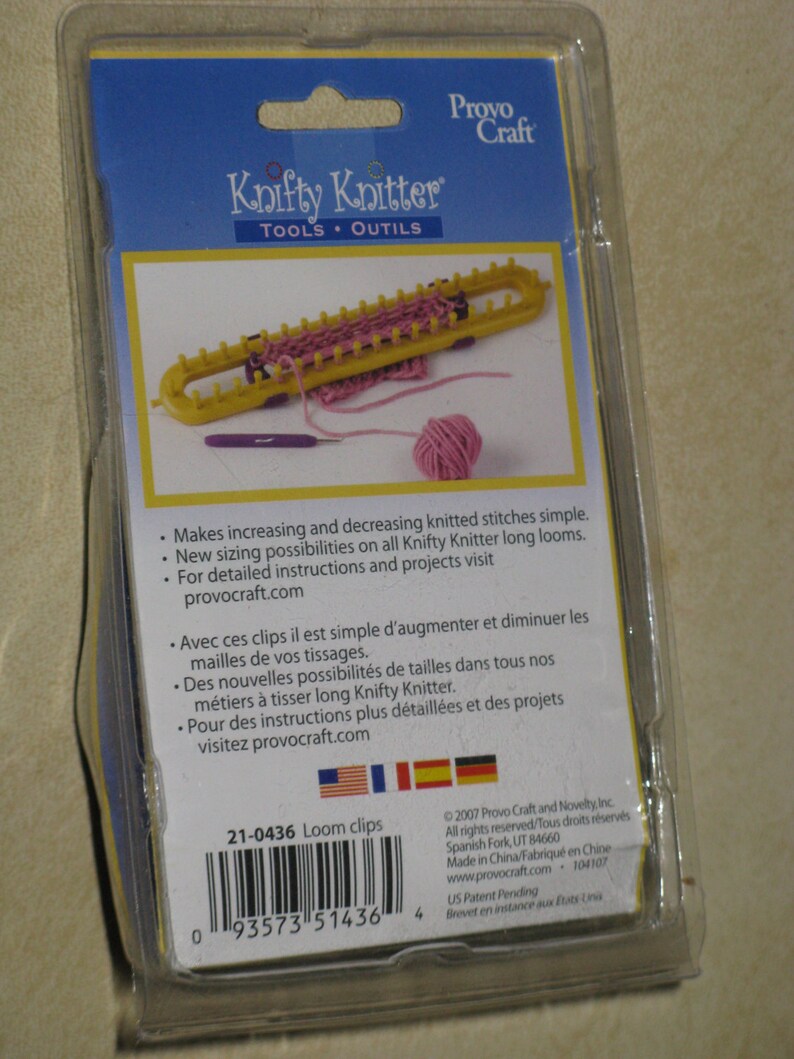 Provo
Craft®
Knifty Knitter®
TOOLS • OUTILS
• Makes increasing and decreasing knitted stitches simple.
• New sizing possibilities on all Knifty Knitter long looms.
• For detailed instructions and projects visit
provocraft.com
• Avec ces clips il est simple d'augmenter et diminuer les
mailles de vos tissages.
• Des nouvelles possibilités de tailles dans tous nos
métiers à tisser long Knifty Knitter.
• Pour des instructions plus détaillées et des projets
visitez provocraft.com
21-0436 Loom clips
0 93573 51436 4
© 2007 Provo Craft and Novelty, Inc.
All rights reserved/Tous droits réservés
Spanish Fork, UT 84660
Made in China/Fabriqué en Chine
www.provocraft.com • 104107
US Patent Pending
Brevet en instance aux États-Unis